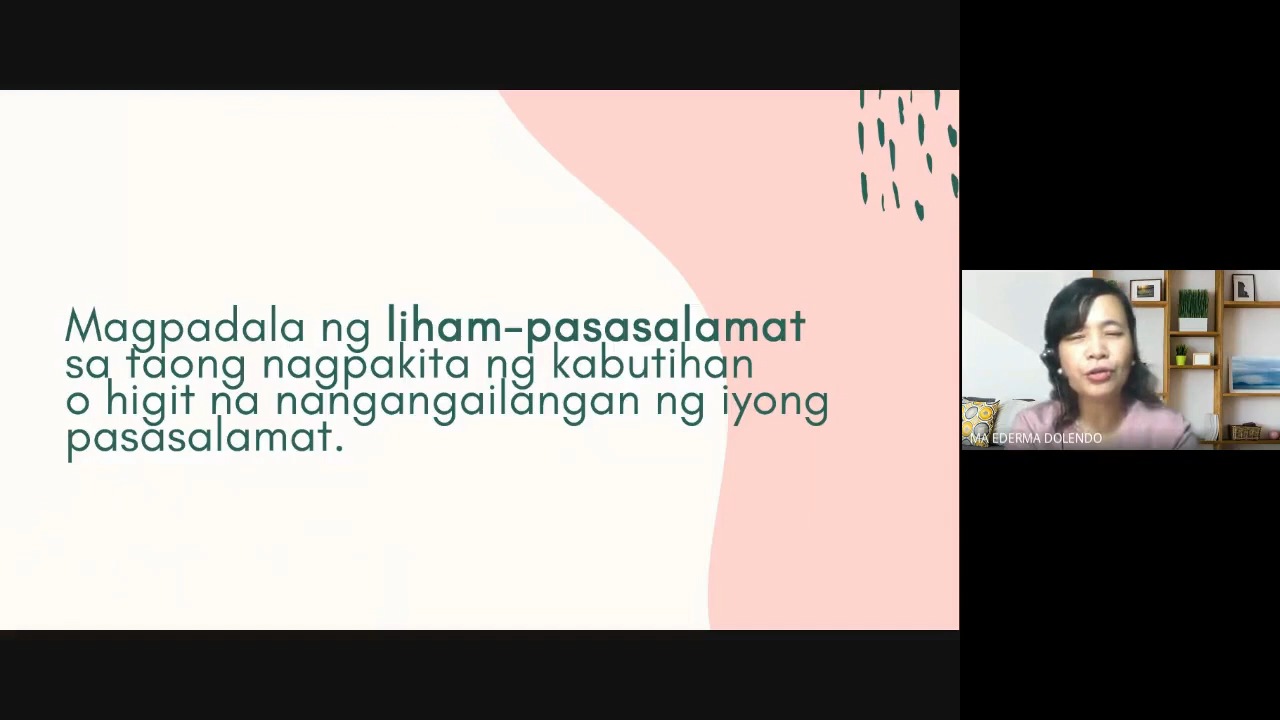 Magpadala ng liham-pasasalamat
sa taong nagpakita ng kabutihan
o higit na nangangailangan ng iyong
pasasalamat.
MA EDERMA DOLENDO